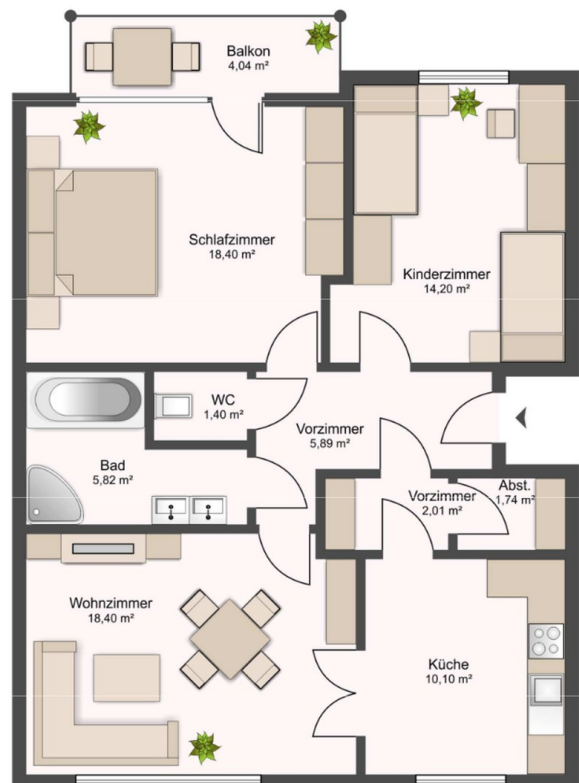 Balkon
4,04 m²
Schlafzimmer
18,40 m²
Kinderzimmer
14,20 m²
WC
1,40 m²
Vorzimmer
5,89 m²
Bad
5,82 m²
Vorzimmer
2,01 m²
Abst.
1,74 m²
Wohnzimmer
18,40 m²
Küche
10,10 m²